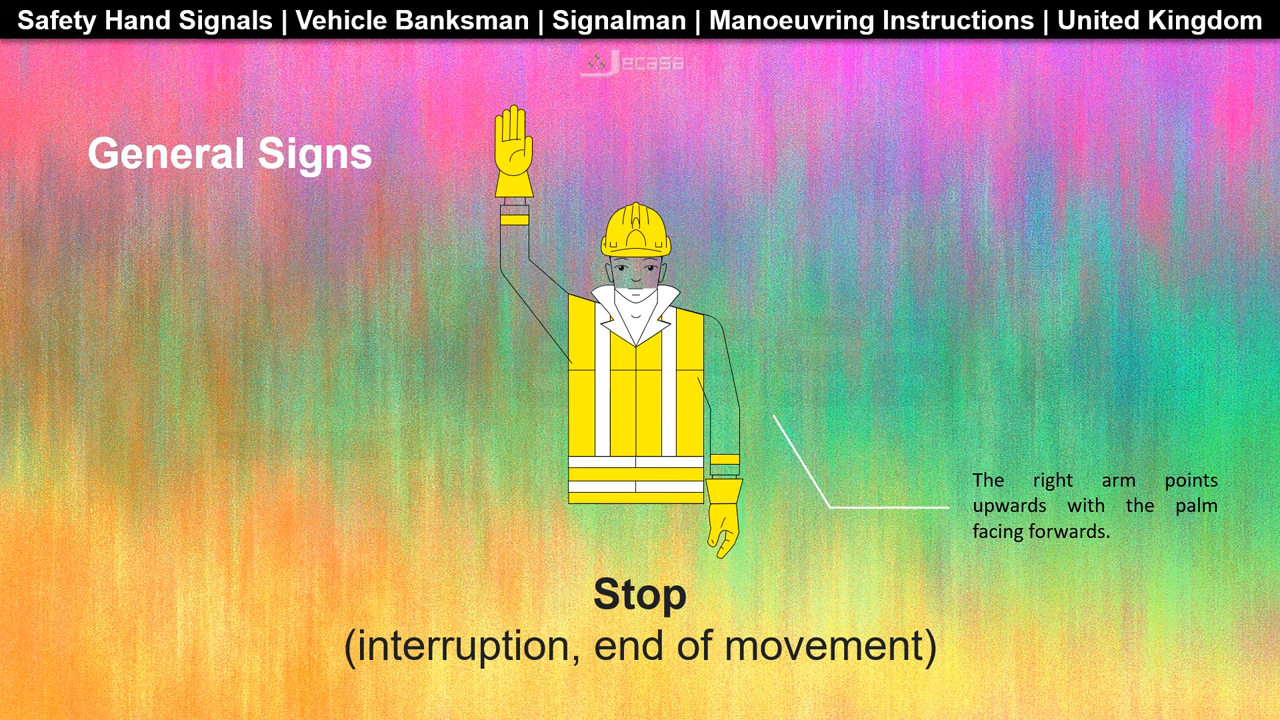 Safety Hand Signals | Vehicle Banksman | Signalman | Manoeuvring Instructions | United Kingdom
Jecasa
General Signs
The right arm points
upwards with the palm
facing forwards.
Stop
(interruption, end of movement)